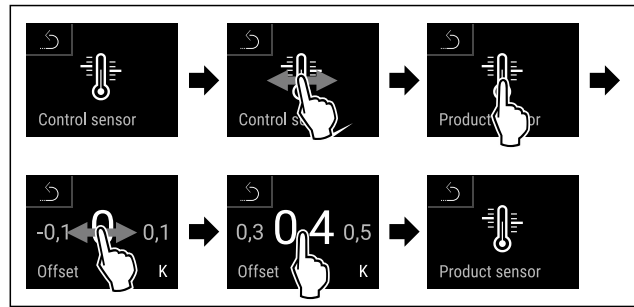 Control sensor
Control s
Product or
-0,1 0 0,1
Offset K
0,3 0,4 0,5
Offset K
Product sensor